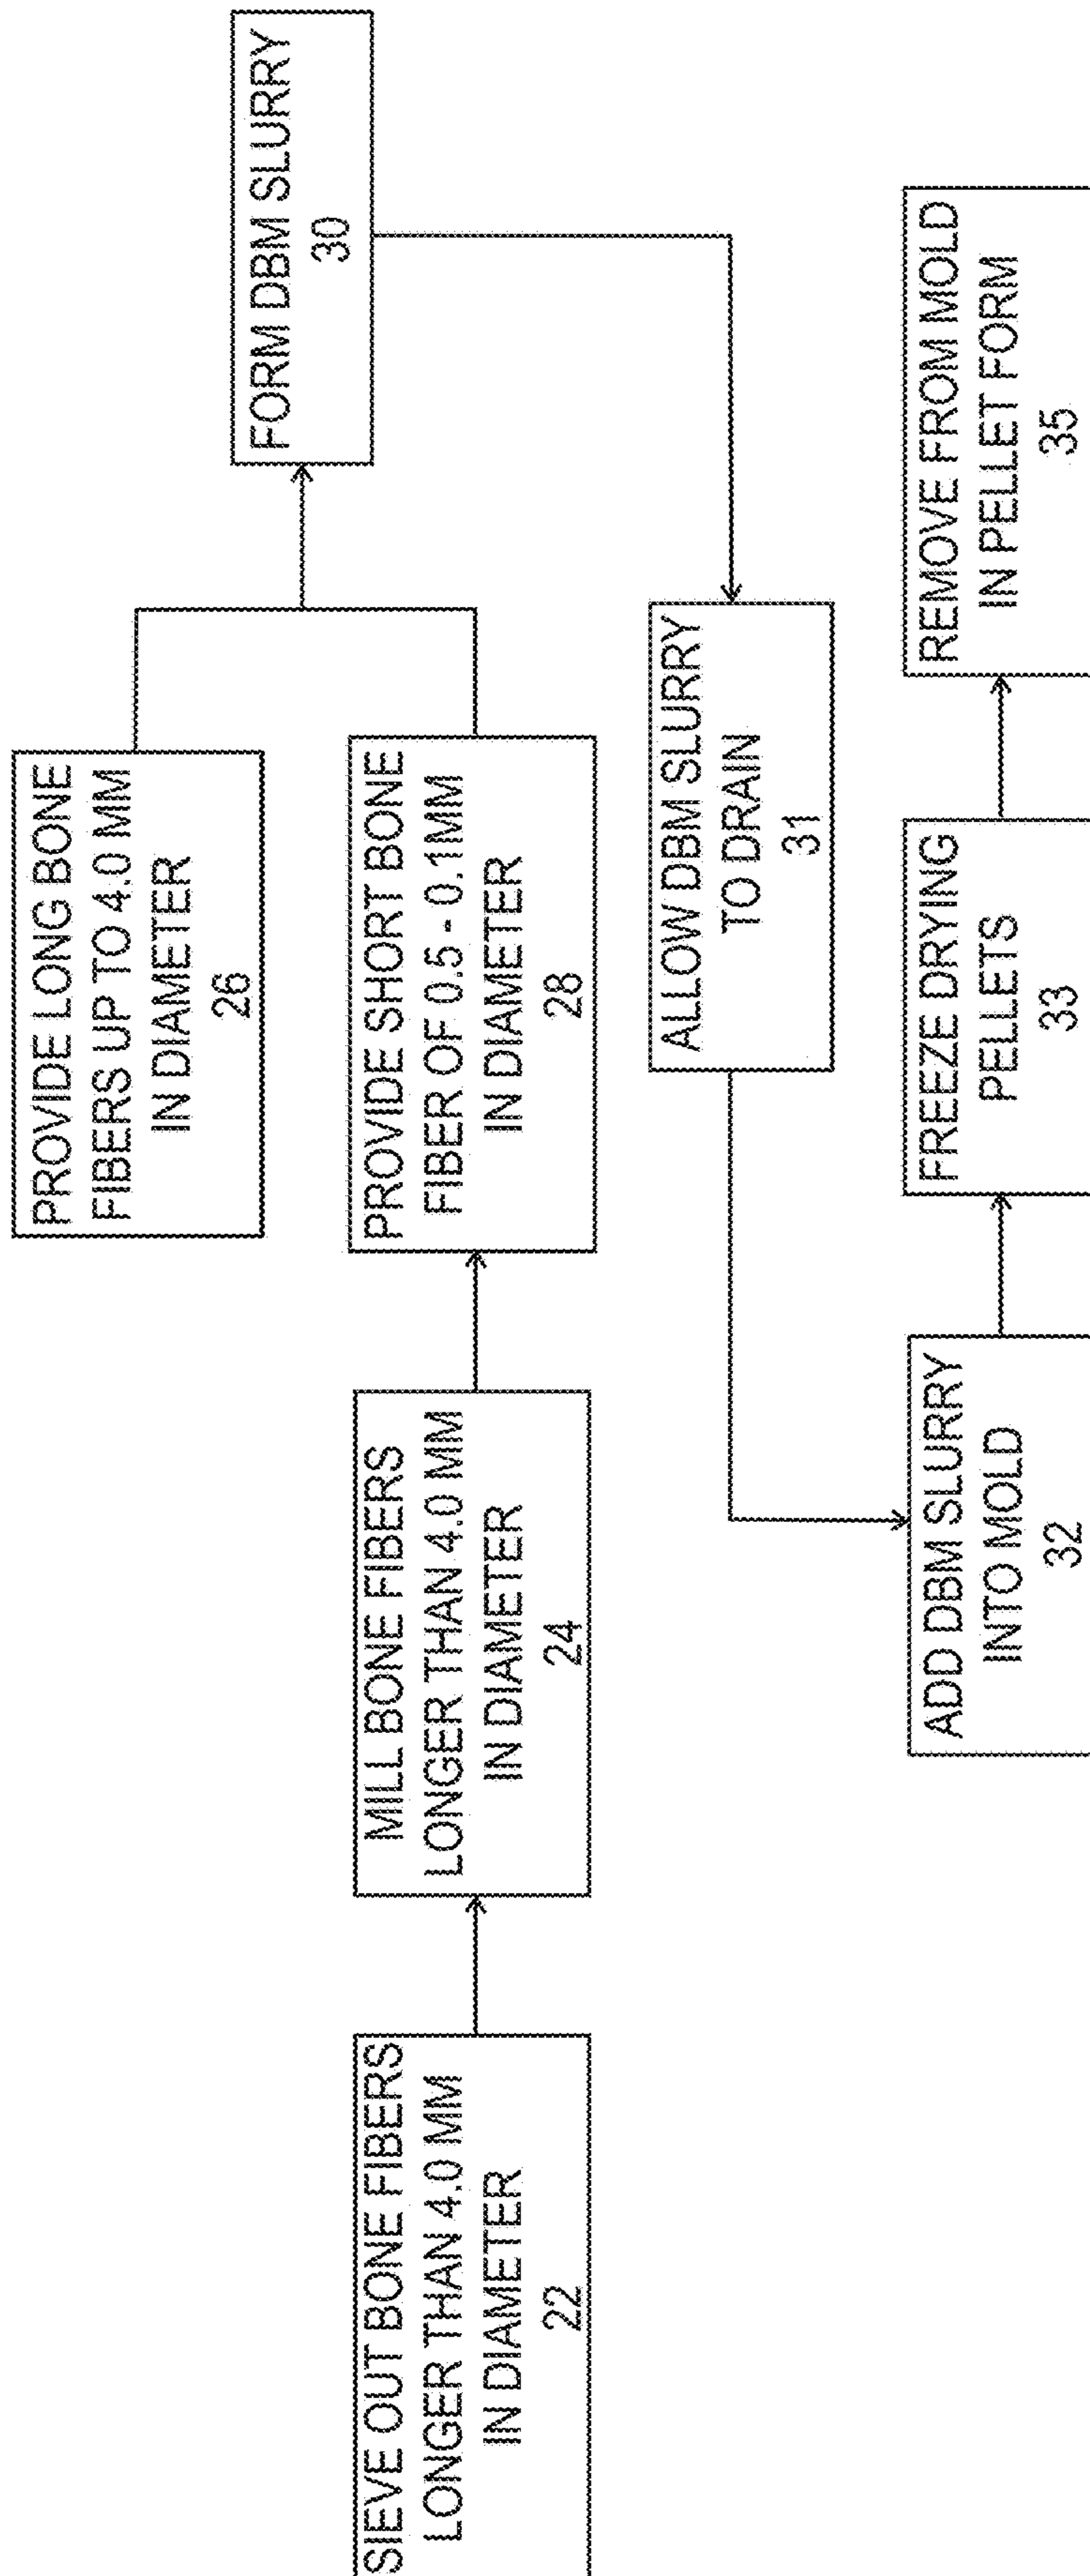 SIEVE OUT BONE FIBERS
LONGER THAN 4.0 MM
IN DIAMETER
22
MILL BONE FIBERS
LONGER THAN 4.0 MM
IN DIAMETER
24
PROVIDE LONG BONE
FIBERS UP TO 4.0 MM
IN DIAMETER
26
PROVIDE SHORT BONE
FIBER OF 0.5 - 0.1MM
IN DIAMETER
28
FORM DBM SLURRY
30
ALLOW DBM SLURRY
TO DRAIN
31
ADD DBM SLURRY
INTO MOLD
32
FREEZE DRYING
PELLETS
33
REMOVE FROM MOLD
IN PELLET FORM
35